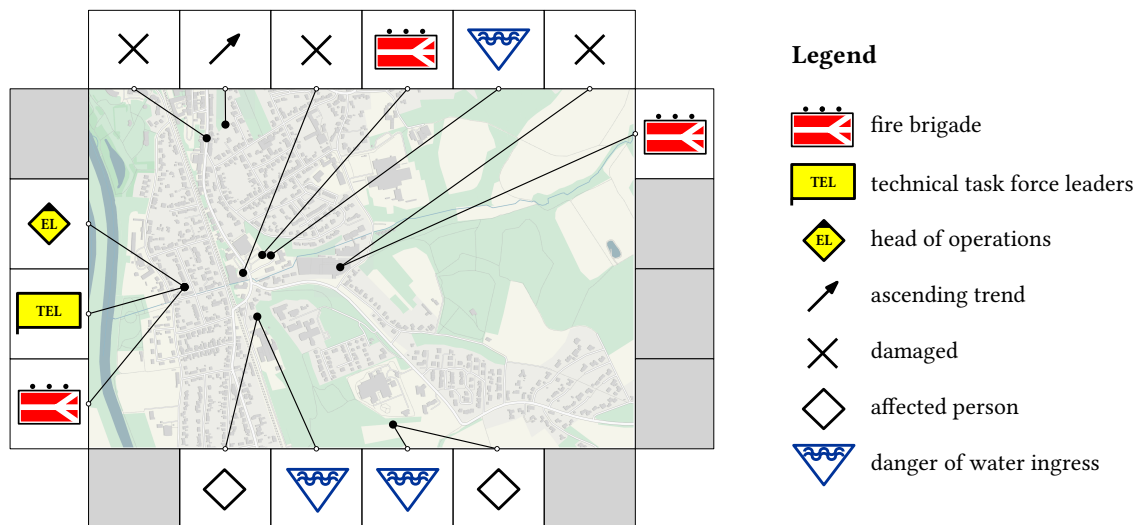 Legend
fire brigade
EL
TEL
TEL technical task force leaders
EL head of operations
ascending trend
damaged
affected person
danger of water ingress